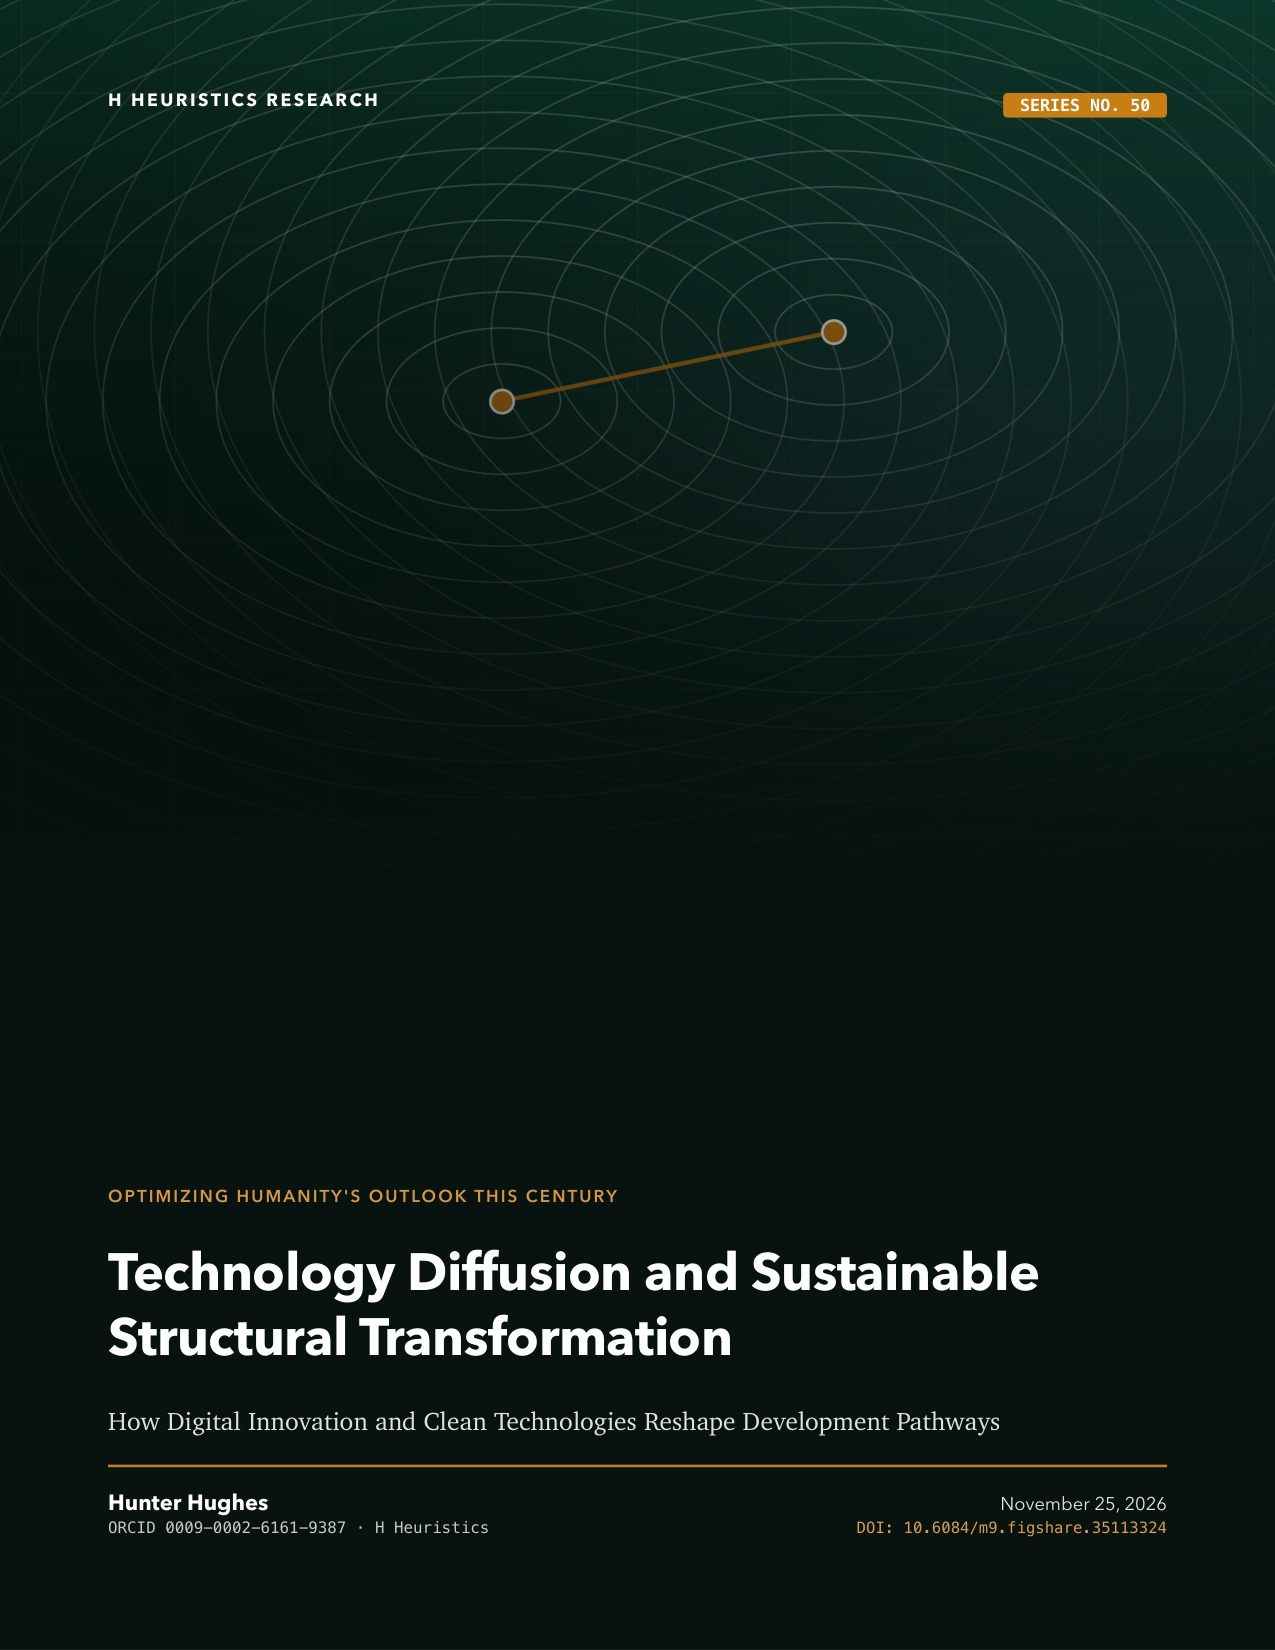 H HEURISTICS RESEARCH
SERIES NO. 50
OPTIMIZING HUMANITY'S OUTLOOK THIS CENTURY
Technology Diffusion and Sustainable
Structural Transformation
How Digital Innovation and Clean Technologies Reshape Development Pathways
Hunter Hughes
November 25, 2026
ORCID 0009-0002-6161-9387 · H Heuristics
DOI: 10.6084/m9.figshare.35113324